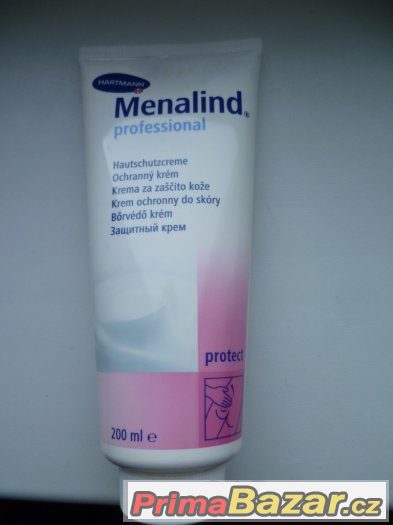 HARTMANN
Menalind®
professional
Hautschutzcreme
Ochranný krém
Krema za zaščito kože
Krem ochronny do skóry
Bőrvédő krém
Защитный крем
protect
200 ml e
PrimaBazar.cz